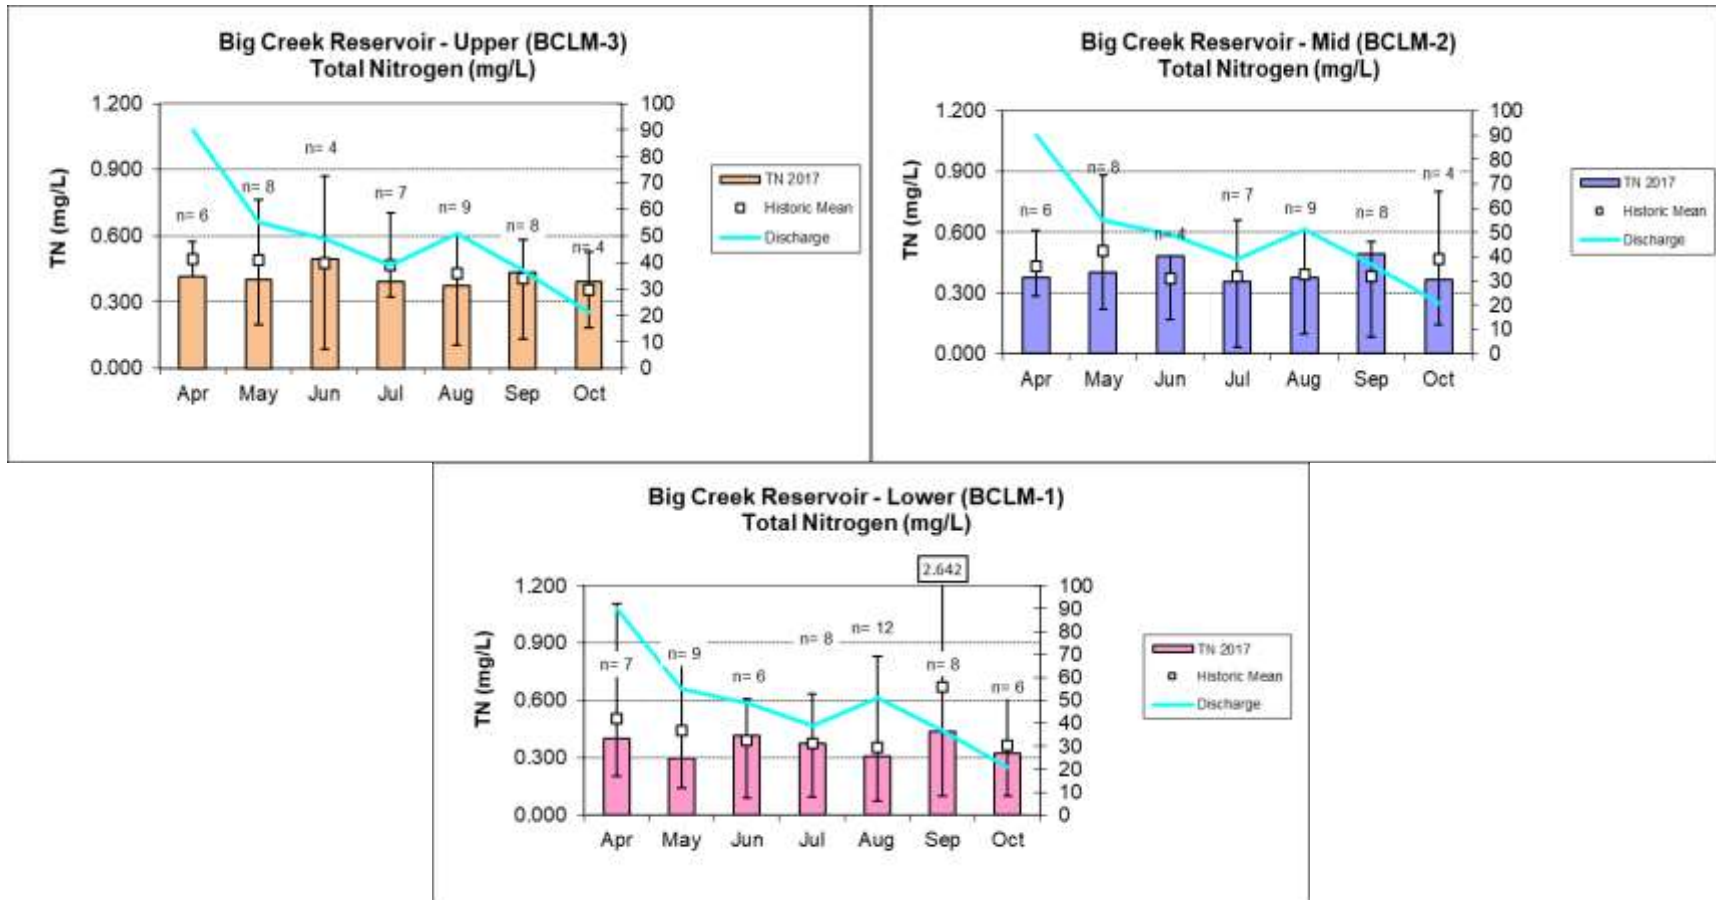 Big Creek Reservoir - Upper (BCLM-3)
Total Nitrogen (mg/L)
TN (mg/L)
1.200
0.900
0.600
0.300
0.000
100
90
80
70
60
50
40
30
20
10
0
n= 6
n= 8
n= 4
n= 7
n= 9
n= 8
n= 4
Apr May Jun Jul Aug Sep Oct
TN 2017
Historic Mean
Discharge
Big Creek Reservoir - Mid (BCLM-2)
Total Nitrogen (mg/L)
TN (mg/L)
1.200
0.900
0.600
0.300
0.000
100
90
80
70
60
50
40
30
20
10
0
n= 6
n= 8
n= 4
n= 7
n= 9
n= 8
n= 4
Apr May Jun Jul Aug Sep Oct
TN 2017
Historic Mean
Discharge
Big Creek Reservoir - Lower (BCLM-1)
Total Nitrogen (mg/L)
TN (mg/L)
1.200
0.900
0.600
0.300
0.000
100
90
80
70
60
50
40
30
20
10
0
2.642
n= 7
n= 9
n= 6
n= 8
n= 12
n= 8
n= 6
Apr May Jun Jul Aug Sep Oct
TN 2017
Historic Mean
Discharge